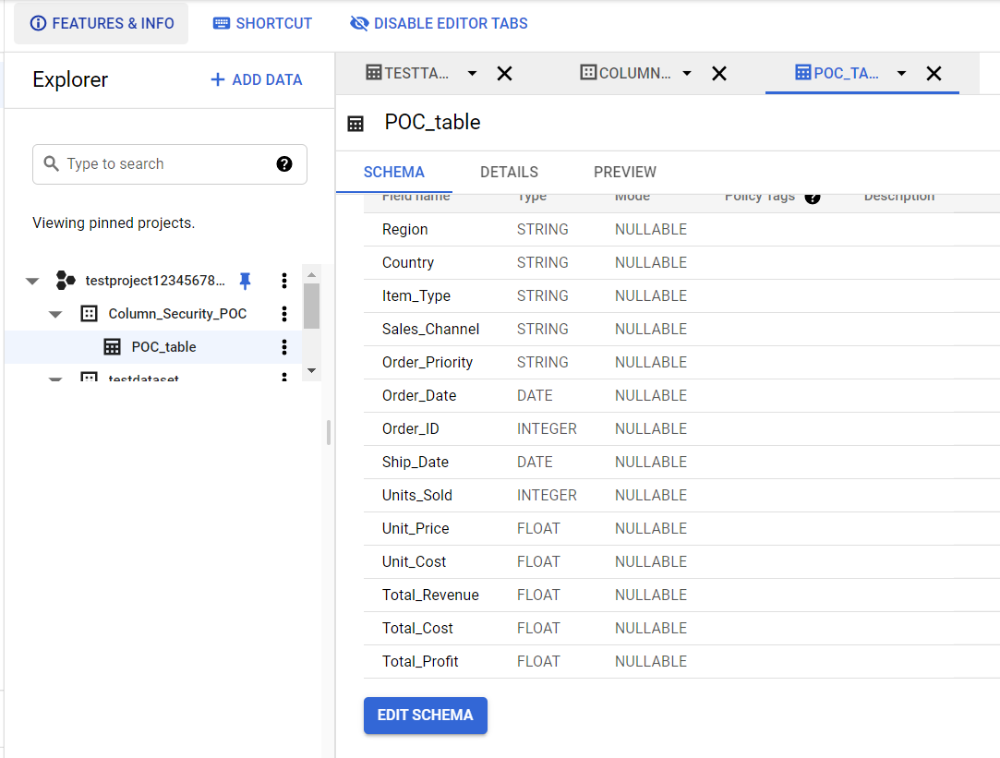 FEATURES & INFO SHORTCUT DISABLE EDITOR TABS
Explorer + ADD DATA
Type to search ?
Viewing pinned projects.
testproject12345678...
Column_Security_POC
POC_table
testdataset
TESTTA... COLUMN... POC_TA...
POC_table
SCHEMA DETAILS PREVIEW
Field name Type Mode Policy Tags ? Description
Region STRING NULLABLE
Country STRING NULLABLE
Item_Type STRING NULLABLE
Sales_Channel STRING NULLABLE
Order_Priority STRING NULLABLE
Order_Date DATE NULLABLE
Order_ID INTEGER NULLABLE
Ship_Date DATE NULLABLE
Units_Sold INTEGER NULLABLE
Unit_Price FLOAT NULLABLE
Unit_Cost FLOAT NULLABLE
Total_Revenue FLOAT NULLABLE
Total_Cost FLOAT NULLABLE
Total_Profit FLOAT NULLABLE
EDIT SCHEMA